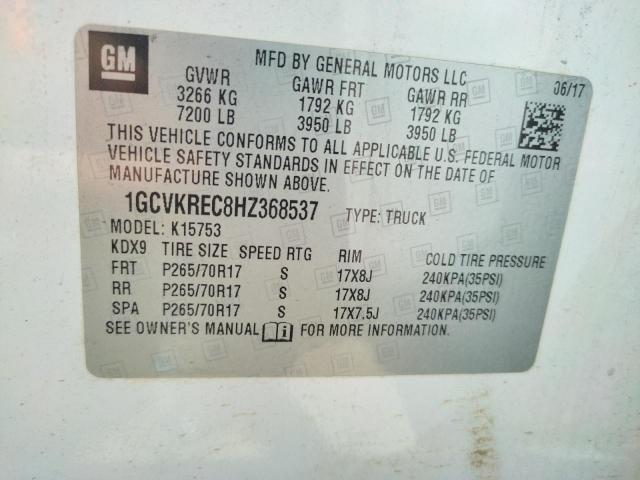 GM
MFD BY GENERAL MOTORS LLC
06/17
GVWR GAWR FRT GAWR RR
3266 KG 1792 KG 1792 KG
7200 LB 3950 LB 3950 LB
THIS VEHICLE CONFORMS TO ALL APPLICABLE U.S. FEDERAL MOTOR
VEHICLE SAFETY STANDARDS IN EFFECT ON THE DATE OF
MANUFACTURE SHOWN ABOVE.
1GCVKREC8HZ368537 TYPE: TRUCK
MODEL: K15753
KDX9 TIRE SIZE SPEED RTG RIM COLD TIRE PRESSURE
FRT P265/70R17 S 17X8J 240KPA(35PSI)
RR P265/70R17 S 17X8J 240KPA(35PSI)
SPA P265/70R17 S 17X7.5J 240KPA(35PSI)
SEE OWNER'S MANUAL i FOR MORE INFORMATION.